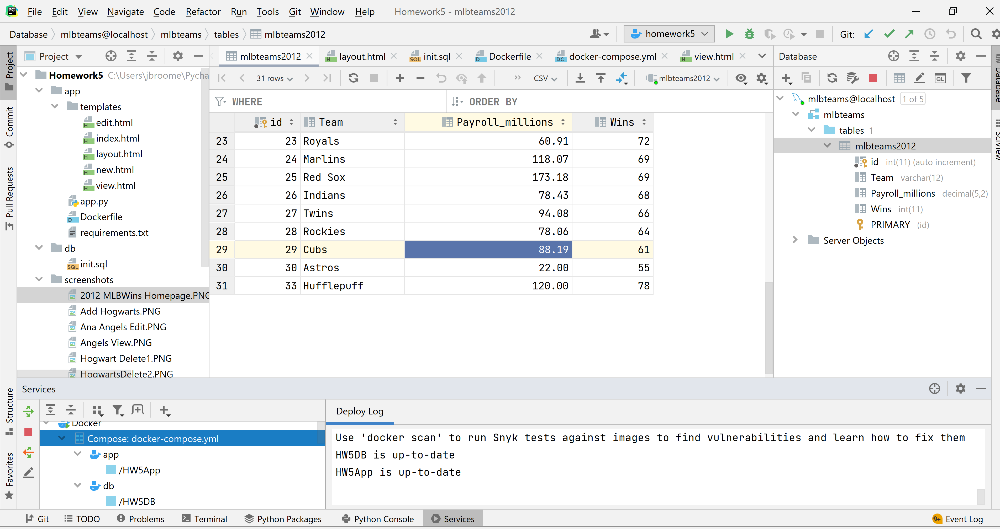 File Edit View Navigate Code Refactor Run Tools Git Window Help Homework5 - mlbteams2012
Database mlbteams@localhost mlbteams tables mlbteams2012
homework5
Git:
Project
Commit
Pull Requests
Structure
Favorites
Project
Homework5 C:\Users\jbroome\Pycha
app
templates
edit.html
index.html
layout.html
new.html
view.html
app.py
Dockerfile
requirements.txt
db
init.sql
screenshots
2012 MLBWins Homepage.PNG
Add Hogwarts.PNG
Ana Angels Edit.PNG
Angels View.PNG
Hogwart Delete1.PNG
HogwartsDelete2.PNG
mlbteams2012 layout.html init.sql Dockerfile docker-compose.yml view.html
31 rows CSV mlbteams2012
WHERE ORDER BY
id Team Payroll_millions Wins
23 23 Royals 60.91 72
24 24 Marlins 118.07 69
25 25 Red Sox 173.18 69
26 26 Indians 78.43 68
27 27 Twins 94.08 66
28 28 Rockies 78.06 64
29 29 Cubs 88.19 61
30 30 Astros 22.00 55
31 33 Hufflepuff 120.00 78
Database
mlbteams@localhost 1 of 5
mlbteams
tables 1
mlbteams2012
id int(11) (auto increment)
Team varchar(12)
Payroll_millions decimal(5,2)
Wins int(11)
PRIMARY (id)
Server Objects
Database
SciView
Services
Docker
Compose: docker-compose.yml
app
/HW5App
db
/HW5DB
Deploy Log
Use 'docker scan' to run Snyk tests against images to find vulnerabilities and learn how to fix them
HW5DB is up-to-date
HW5App is up-to-date
Git TODO Problems Terminal Python Packages Python Console Services 9+ Event Log